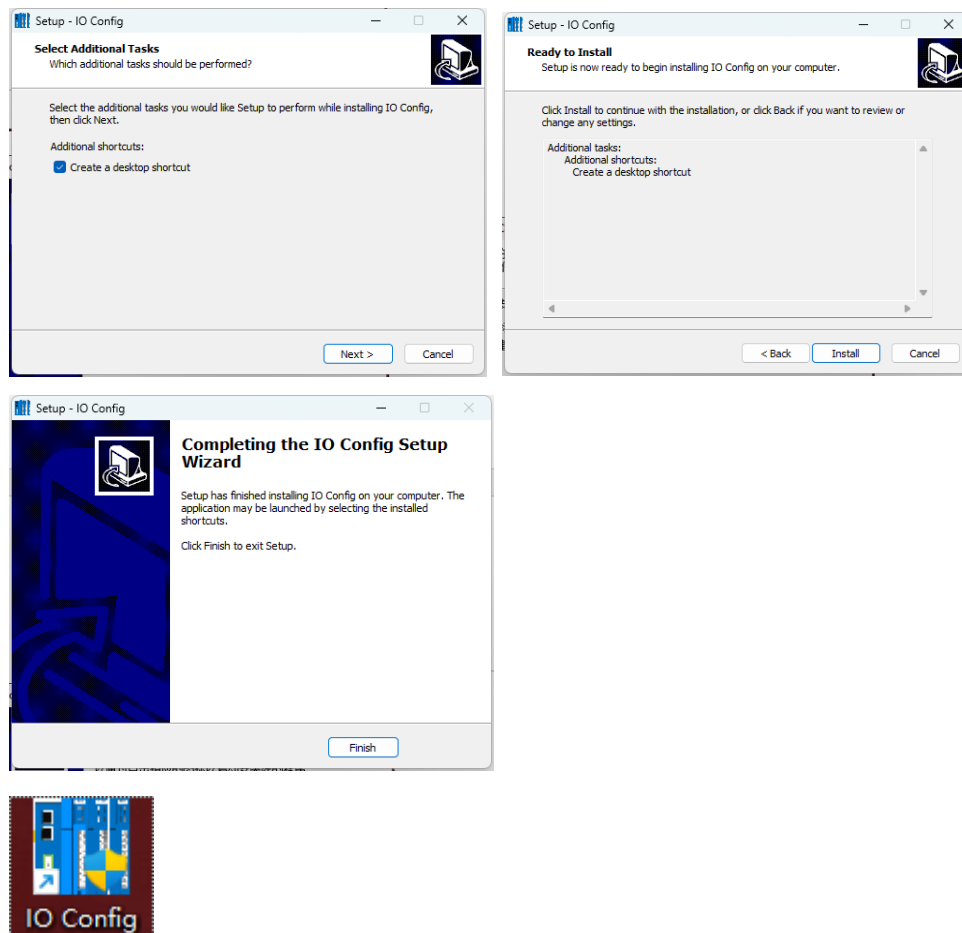 Setup - IO Config
Select Additional Tasks
Which additional tasks should be performed?
Select the additional tasks you would like Setup to perform while installing IO Config,
then click Next.
Additional shortcuts:
Create a desktop shortcut
Next >
Cancel
Setup - IO Config
Ready to Install
Setup is now ready to begin installing IO Config on your computer.
Click Install to continue with the installation, or click Back if you want to review or
change any settings.
Additional tasks:
Additional shortcuts:
Create a desktop shortcut
< Back
Install
Cancel
Setup - IO Config
Completing the IO Config Setup
Wizard
Setup has finished installing IO Config on your computer. The
application may be launched by selecting the installed
shortcuts.
Click Finish to exit Setup.
Finish
IO Config